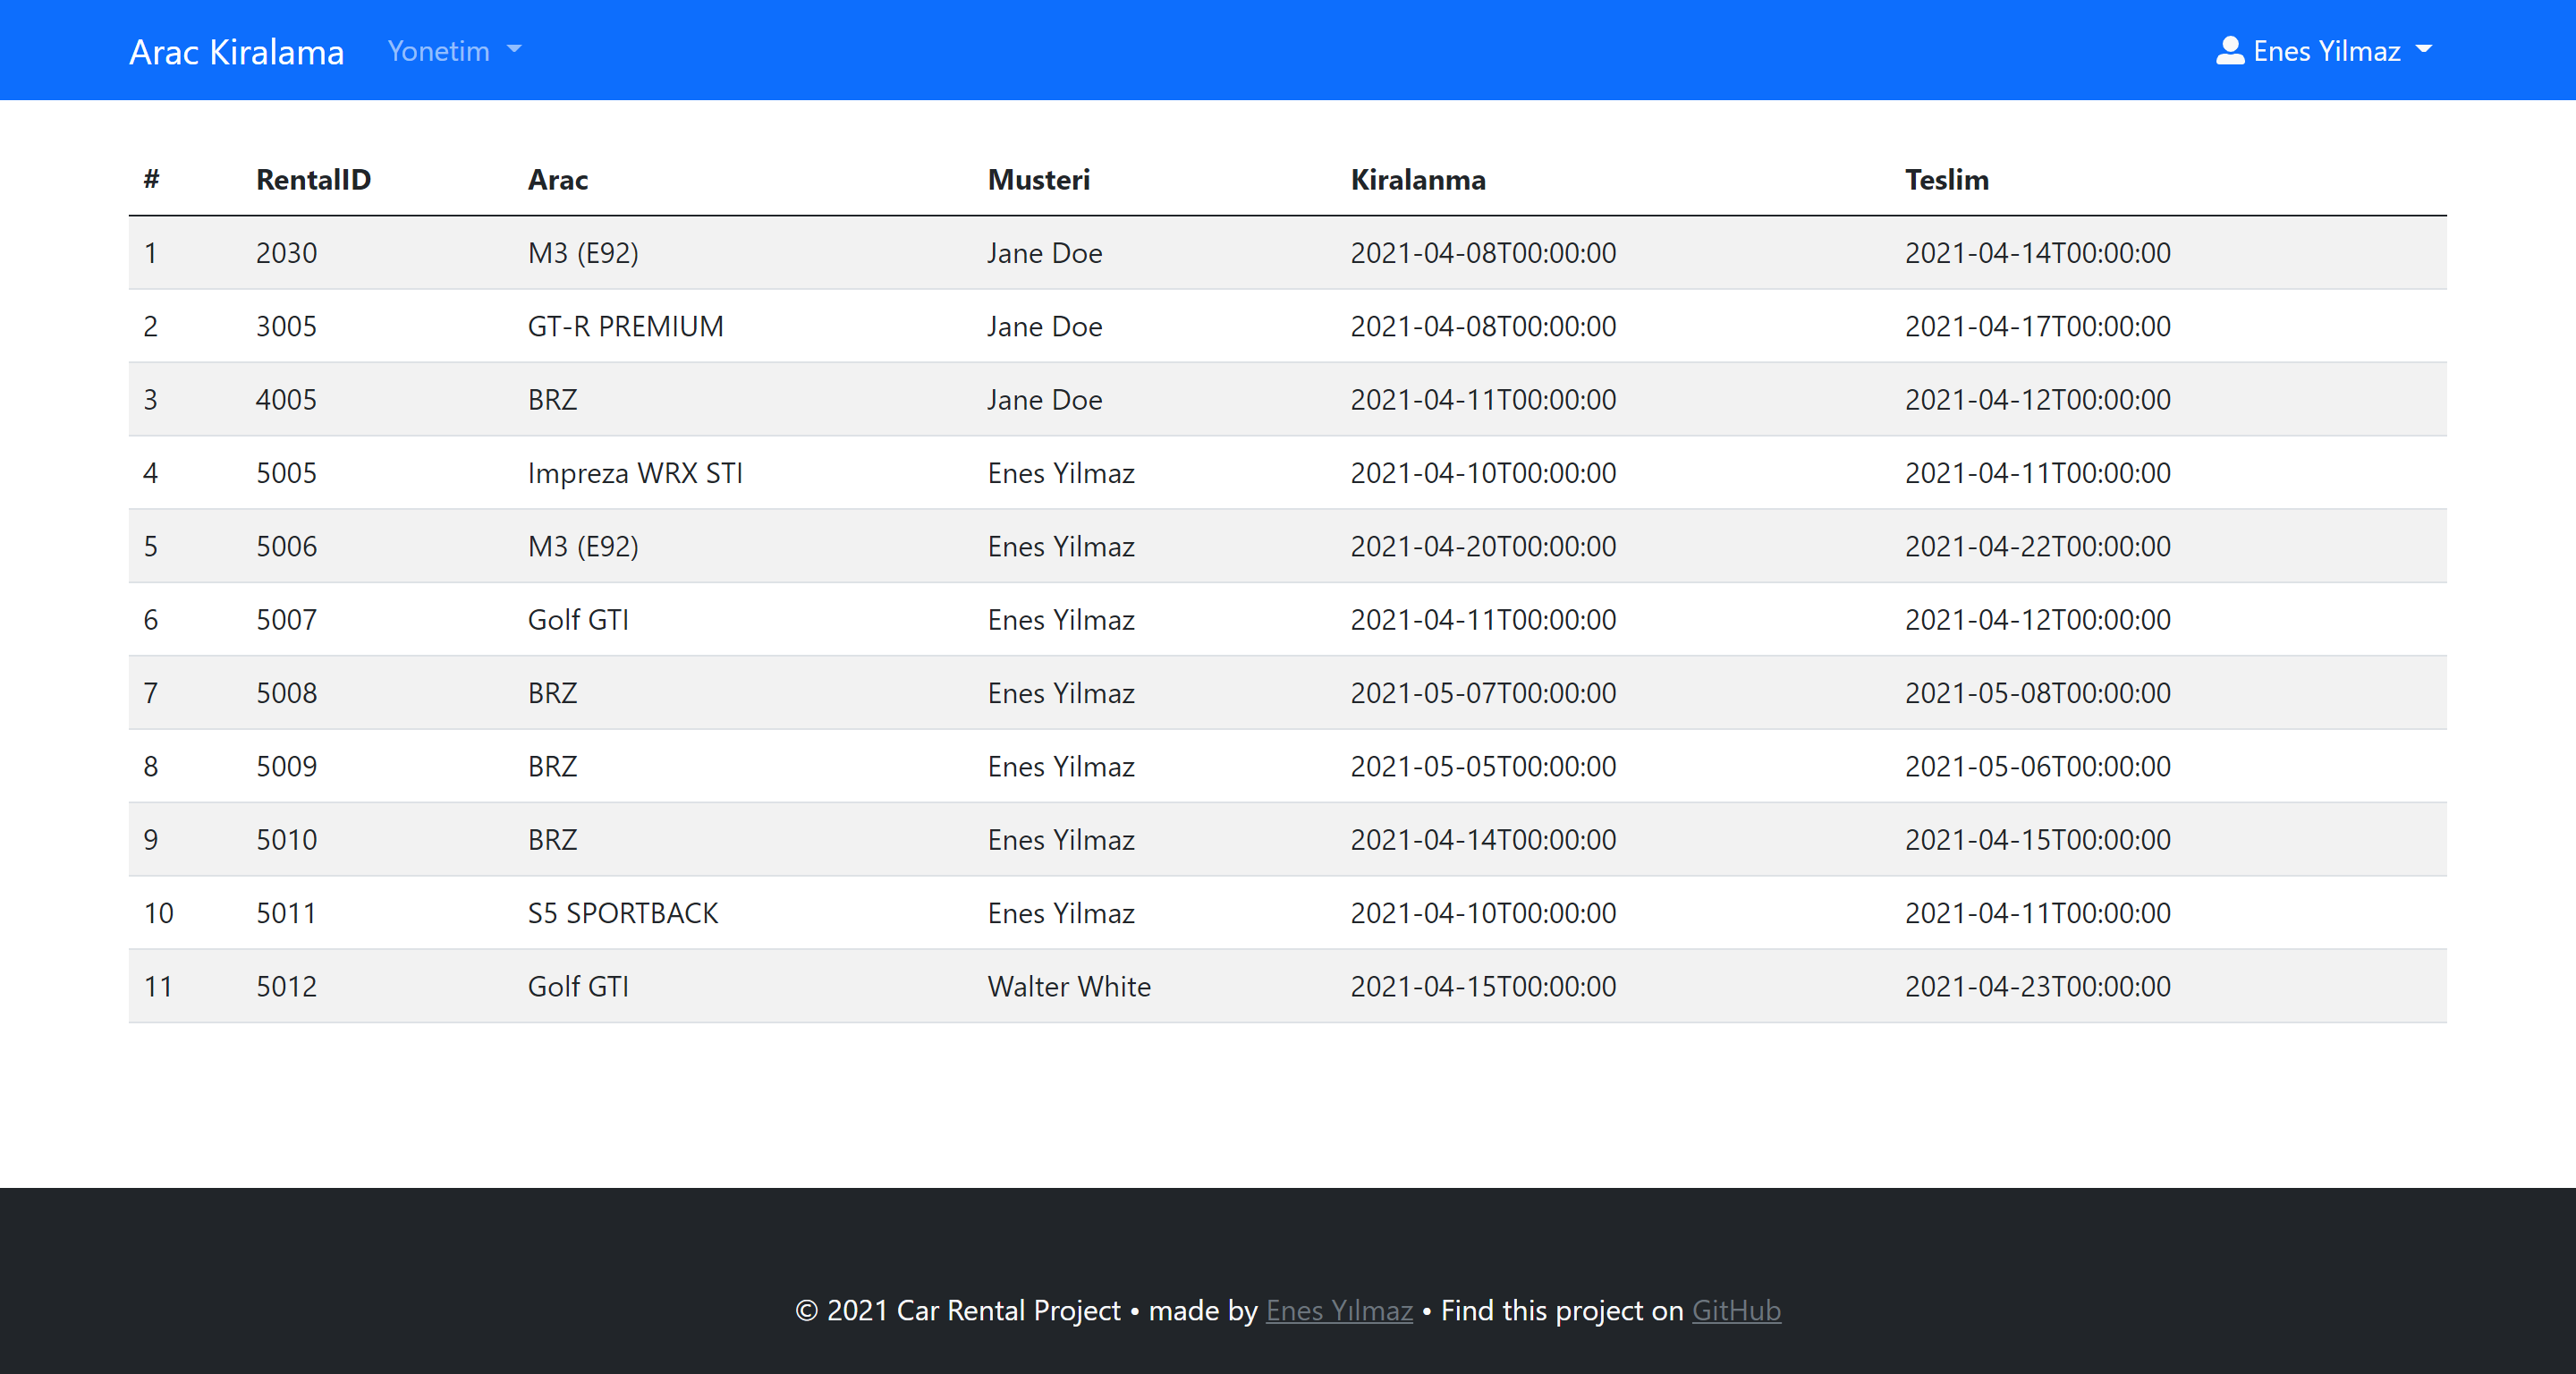 Arac Kiralama Yonetim Enes Yilmaz
# RentalID Arac Musteri Kiralanma Teslim
1 2030 M3 (E92) Jane Doe 2021-04-08T00:00:00 2021-04-14T00:00:00
2 3005 GT-R PREMIUM Jane Doe 2021-04-08T00:00:00 2021-04-17T00:00:00
3 4005 BRZ Jane Doe 2021-04-11T00:00:00 2021-04-12T00:00:00
4 5005 Impreza WRX STI Enes Yilmaz 2021-04-10T00:00:00 2021-04-11T00:00:00
5 5006 M3 (E92) Enes Yilmaz 2021-04-20T00:00:00 2021-04-22T00:00:00
6 5007 Golf GTI Enes Yilmaz 2021-04-11T00:00:00 2021-04-12T00:00:00
7 5008 BRZ Enes Yilmaz 2021-05-07T00:00:00 2021-05-08T00:00:00
8 5009 BRZ Enes Yilmaz 2021-05-05T00:00:00 2021-05-06T00:00:00
9 5010 BRZ Enes Yilmaz 2021-04-14T00:00:00 2021-04-15T00:00:00
10 5011 S5 SPORTBACK Enes Yilmaz 2021-04-10T00:00:00 2021-04-11T00:00:00
11 5012 Golf GTI Walter White 2021-04-15T00:00:00 2021-04-23T00:00:00
© 2021 Car Rental Project • made by Enes Yılmaz • Find this project on GitHub